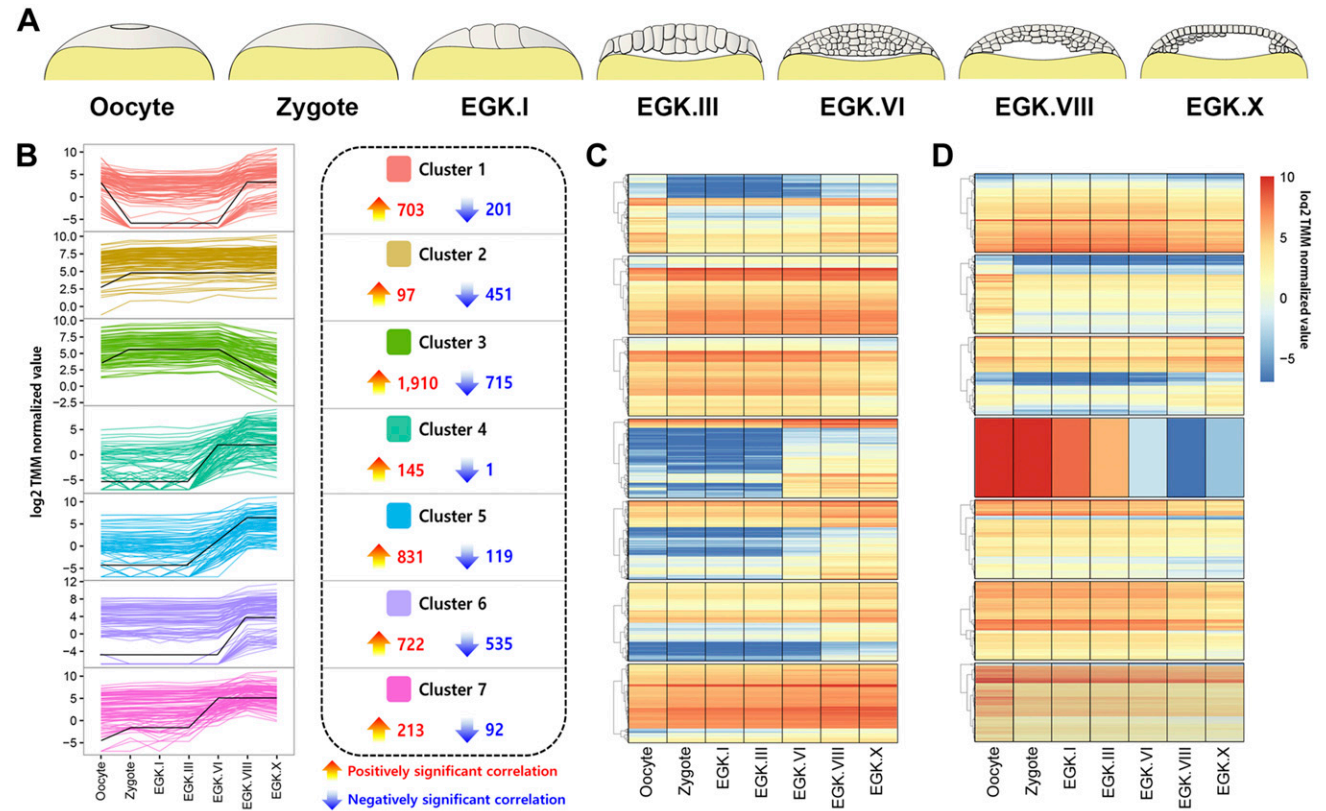 A
Oocyte Zygote EGK.I EGK.III EGK.VI EGK.VIII EGK.X
B
log2 TMM normalized value
10
5
0
−5
10.0
7.5
5.0
2.5
0.0
10.0
7.5
5.0
2.5
0.0
−2.5
5
0
−5
10
5
0
−5
12
8
4
0
−4
10
5
0
−5
Oocyte
Zygote
EGK.I
EGK.III
EGK.VI
EGK.VIII
EGK.X
Cluster 1
703 201
Cluster 2
97 451
Cluster 3
1,910 715
Cluster 4
145 1
Cluster 5
831 119
Cluster 6
722 535
Cluster 7
213 92
Positively significant correlation
Negatively significant correlation
C
Oocyte
Zygote
EGK.I
EGK.III
EGK.VI
EGK.VIII
EGK.X
D
Oocyte
Zygote
EGK.I
EGK.III
EGK.VI
EGK.VIII
EGK.X
10
5
0
−5
log2 TMM normalized value